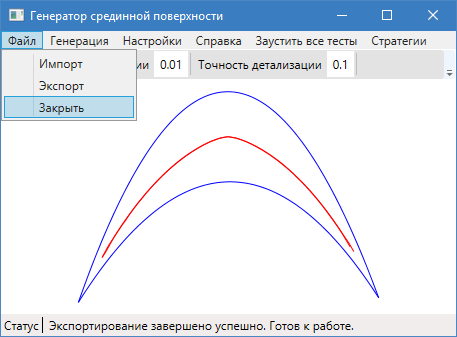 Генератор срединной поверхности
Файл Генерация Настройки Справка Заустить все тесты Стратегии
Импорт
ии 0.01 Точность детализации 0.1
Экспорт
Закрыть
Статус Экспортирование завершено успешно. Готов к работе.